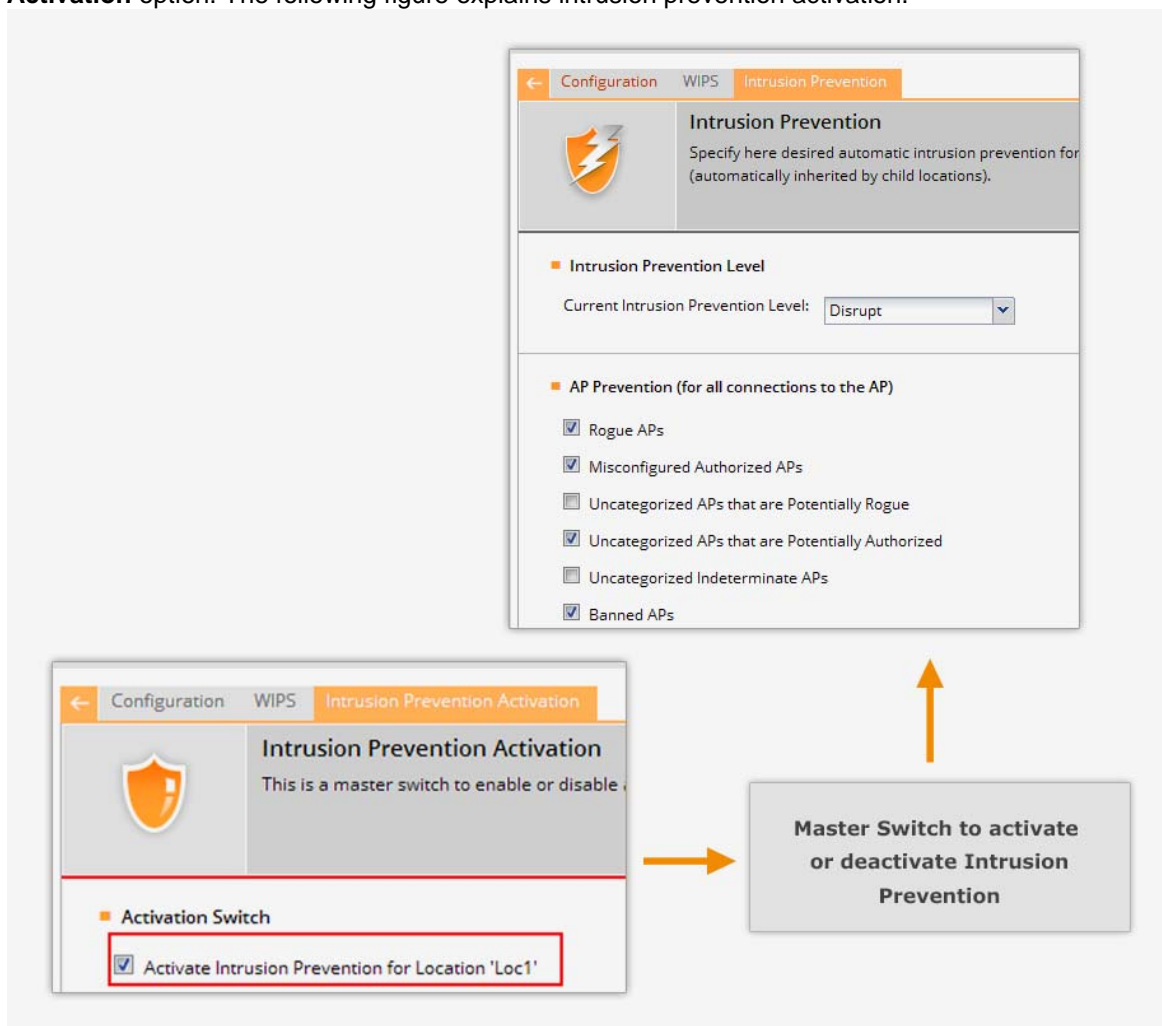 Activation option. The following figure explains intrusion prevention activation.
Configuration WIPS Intrusion Prevention
Intrusion Prevention
Specify here desired automatic intrusion prevention for
(automatically inherited by child locations).
Intrusion Prevention Level
Current Intrusion Prevention Level: Disrupt
AP Prevention (for all connections to the AP)
Rogue APs
Misconfigured Authorized APs
Uncategorized APs that are Potentially Rogue
Uncategorized APs that are Potentially Authorized
Uncategorized Indeterminate APs
Banned APs
Configuration WIPS Intrusion Prevention Activation
Intrusion Prevention Activation
This is a master switch to enable or disable
Activation Switch
Activate Intrusion Prevention for Location 'Loc1'
Master Switch to activate
or deactivate Intrusion
Prevention